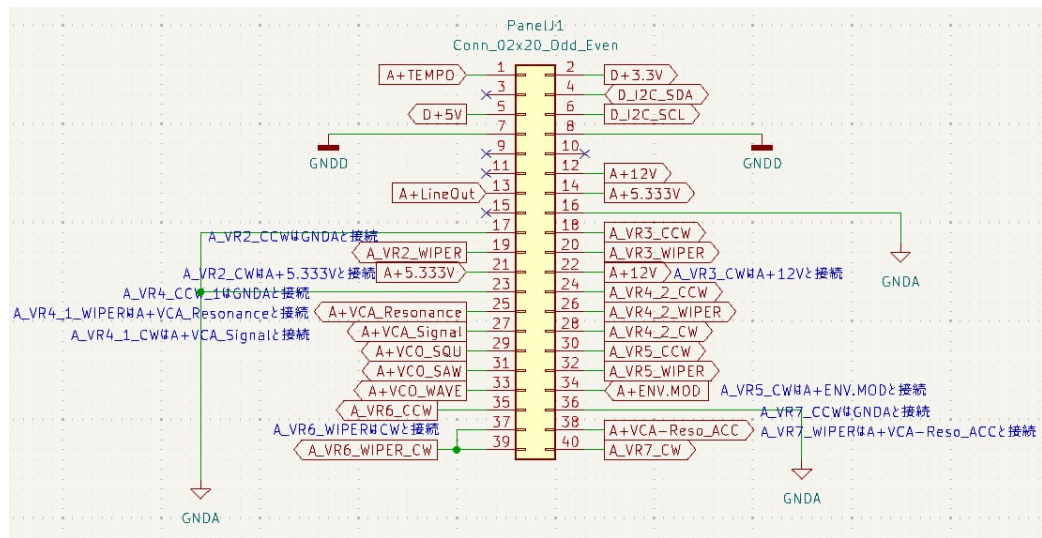 PanelJ1
Conn_02x20_Odd_Even
A+TEMPO 1 2 D+3.3V
3 4 D_I2C_SDA
D+5V 5 6 D_I2C_SCL
7 8
GNDD GNDD
9 10
11 12 A+12V
A+LineOut 13 14 A+5.333V
15 16
A_VR2_CCWはGNDAと接続 17 18 A_VR3_CCW
A_VR2_WIPER 19 20 A_VR3_WIPER
GNDA
A_VR2_CWはA+5.333Vと接続 A+5.333V 21 22 A+12V A_VR3_CWはA+12Vと接続
A_VR4_CCW_1はGNDAと接続 23 24 A_VR4_2_CCW
A_VR4_1_WIPERはA+VCA_Resonanceと接続 A+VCA_Resonance 25 26 A_VR4_2_WIPER
A_VR4_1_CWはA+VCA_Signalと接続 A+VCA_Signal 27 28 A_VR4_2_CW
A+VCO_SQU 29 30 A_VR5_CCW
A+VCO_SAW 31 32 A_VR5_WIPER
A+VCO_WAVE 33 34 A+ENV.MOD A_VR5_CWはA+ENV.MODと接続
A_VR6_CCW 35 36 A_VR7_CCWはGNDAと接続
A_VR6_WIPERはCWと接続 37 38 A+VCA-Reso_ACC A_VR7_WIPERはA+VCA-Reso_ACCと接続
A_VR6_WIPER_CW 39 40 A_VR7_CW
GNDA
GNDA